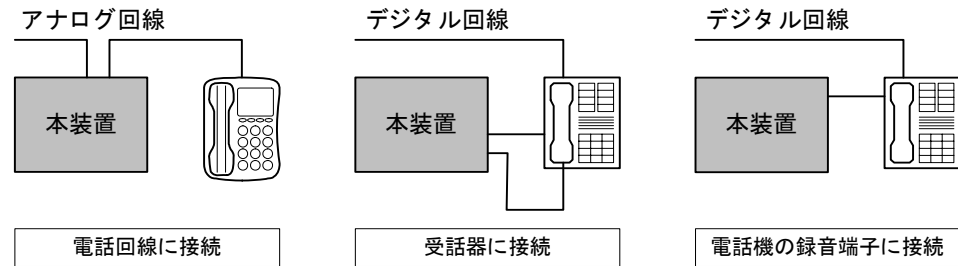 アナログ回線
デジタル回線
デジタル回線
本装置
本装置
本装置
電話回線に接続
受話器に接続
電話機の録音端子に接続